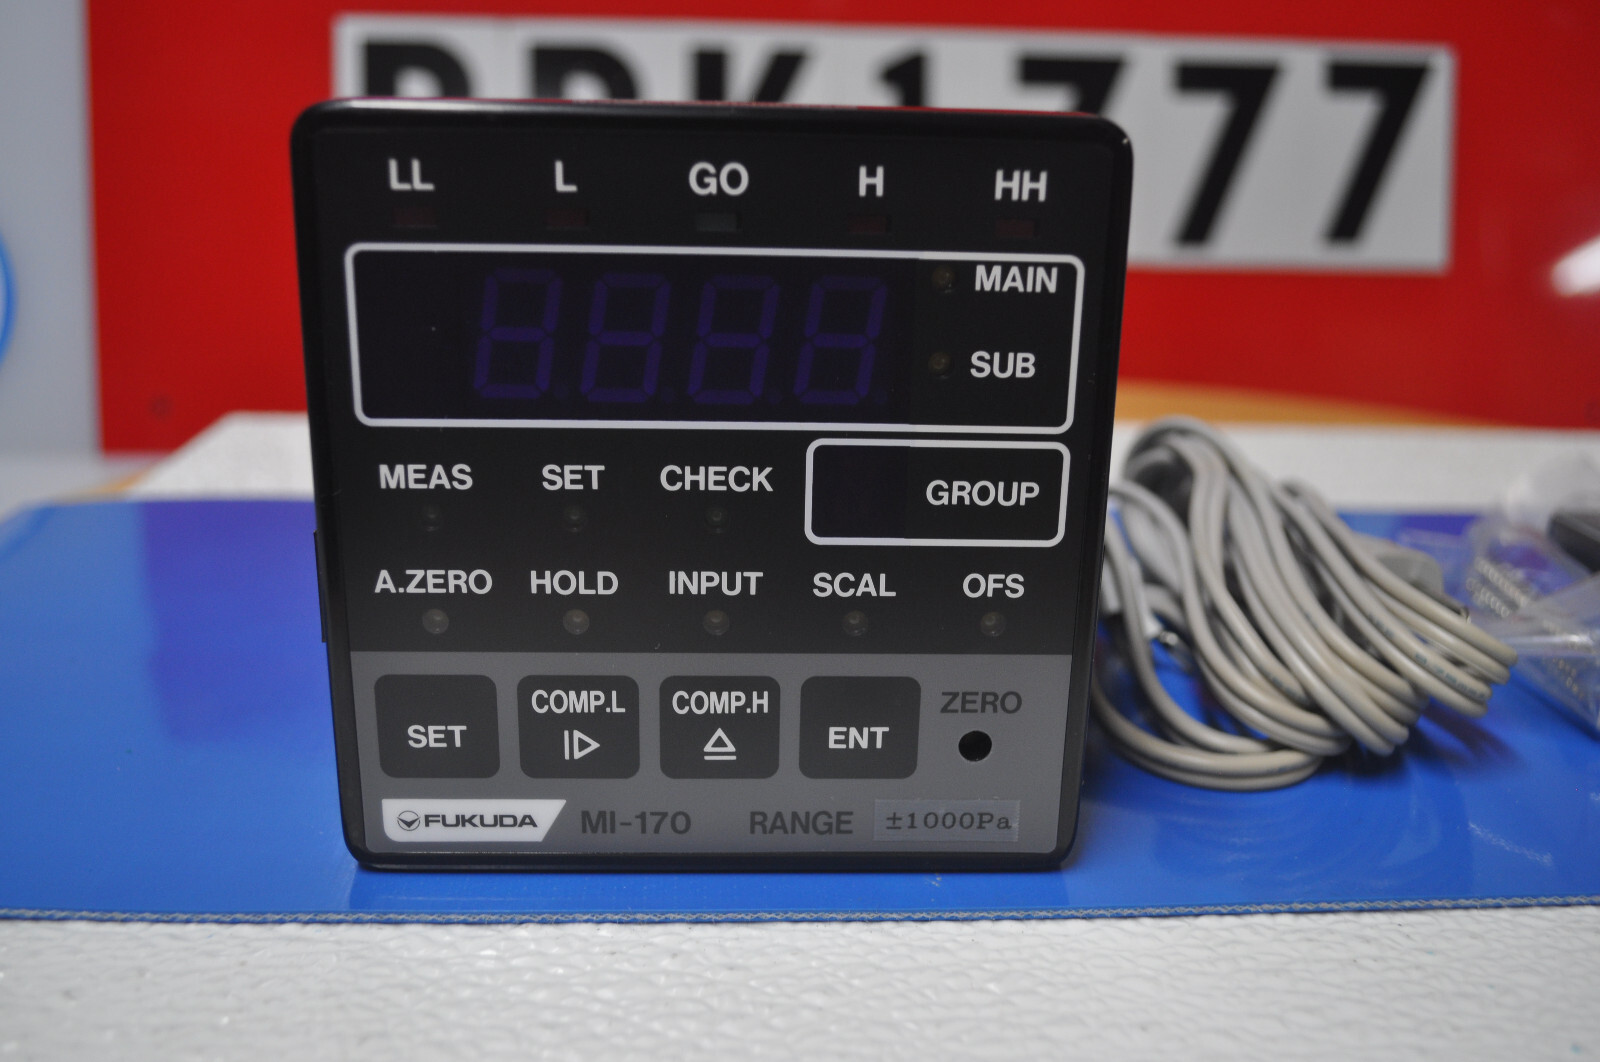 1777
LL L GO H HH
MAIN
SUB
MEAS SET CHECK
GROUP
A.ZERO HOLD INPUT SCAL OFS
SET COMP.L COMP.H ENT ZERO
FUKUDA MI-170 RANGE ±1000Pa